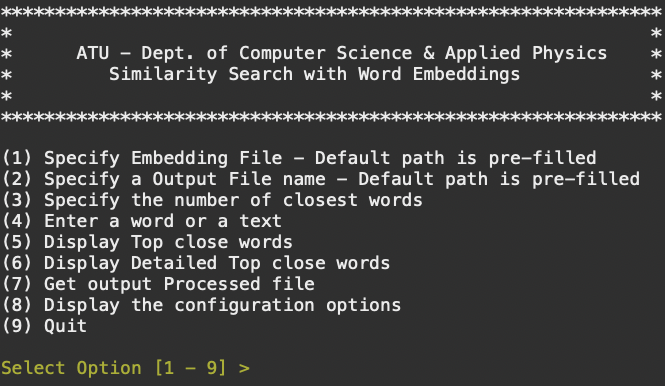 ************************************************************
*                                                          *
*      ATU - Dept. of Computer Science & Applied Physics    *
*         Similarity Search with Word Embeddings            *
*                                                          *
************************************************************
(1) Specify Embedding File - Default path is pre-filled
(2) Specify a Output File name - Default path is pre-filled
(3) Specify the number of closest words
(4) Enter a word or a text
(5) Display Top close words
(6) Display Detailed Top close words
(7) Get output Processed file
(8) Display the configuration options
(9) Quit
Select Option [1 - 9] >